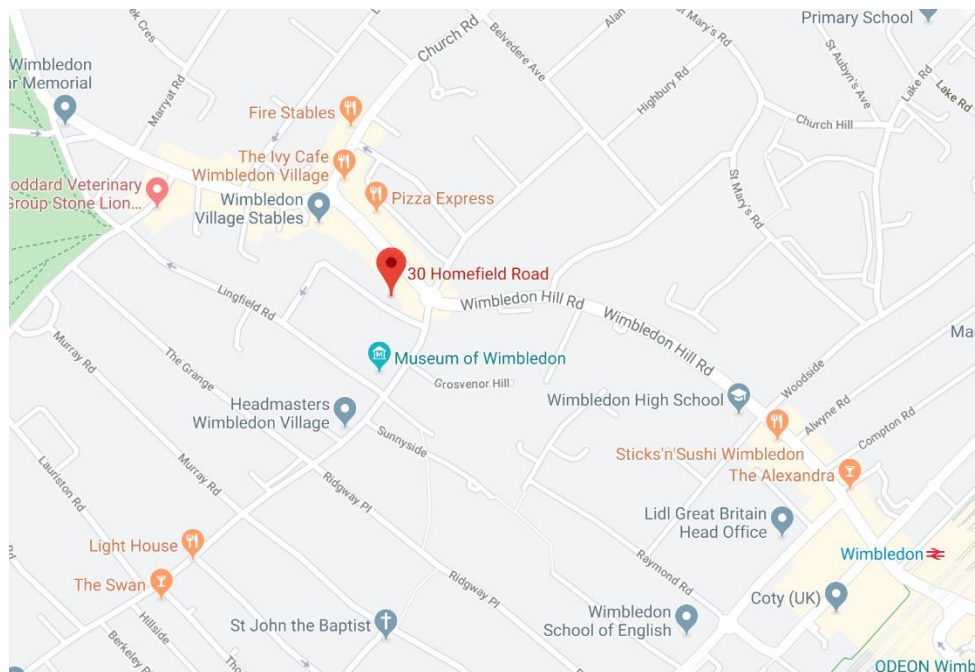 Primary School
ek Cres
Alan
St Mary's Rd
Church Rd
Belvedere Ave
St Aubyn's Ave
Lake Rd
Lake Rd
Wimbledon
ar Memorial
Marryat Rd
Highbury Rd
Fire Stables
Church Hill
The Ivy Cafe
Wimbledon Village
oddard Veterinary
Group Stone Lion...
Pizza Express
St Mary's Rd
Wimbledon
Village Stables
30 Homefield Road
Lingfield Rd
Wimbledon Hill Rd
Wimbledon Hill Rd
Ma
Murray Rd
The Grange
Museum of Wimbledon
Woodside
Grosvenor Hill
Wimbledon High School
Headmasters
Wimbledon Village
Alwyne Rd
Compton Rd
Sunnyside
Sticks'n'Sushi Wimbledon
The Alexandra
Lauriston Rd
Murray Rd
Ridgway Pl
Lidl Great Britain
Head Office
Light House
Wimbledon
The Swan
Raymond Rd
Ridgway Pl
Coty (UK)
Hillside
St John the Baptist
Wimbledon
School of English
Berkeley
Tho
ODEON Wimb